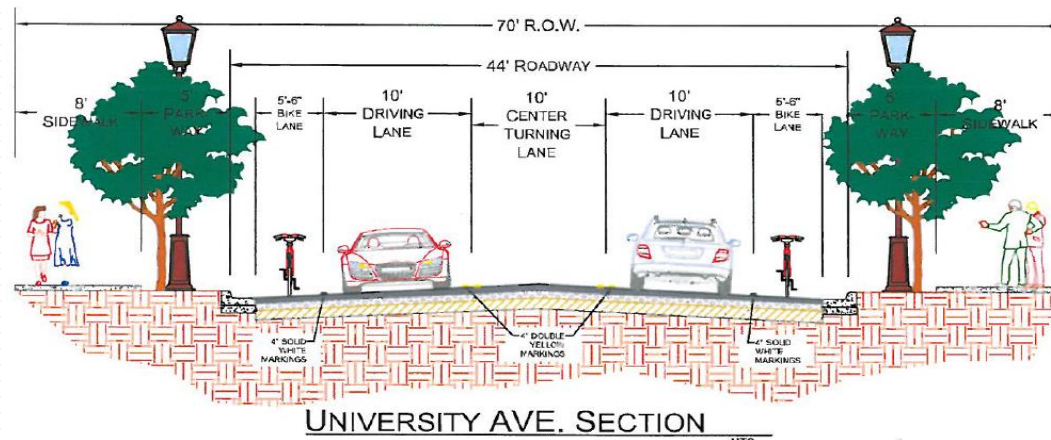 70' R.O.W.
44' ROADWAY
8'
SIDEWALK
5'
PARK-
WAY
5'-6"
BIKE
LANE
10'
DRIVING
LANE
10'
CENTER
TURNING
LANE
10'
DRIVING
LANE
5'-6"
BIKE
LANE
5'
PARK-
WAY
8'
SIDEWALK
4" SOLID
WHITE
MARKINGS
4" DOUBLE
YELLOW
MARKINGS
4" SOLID
WHITE
MARKINGS
UNIVERSITY AVE. SECTION